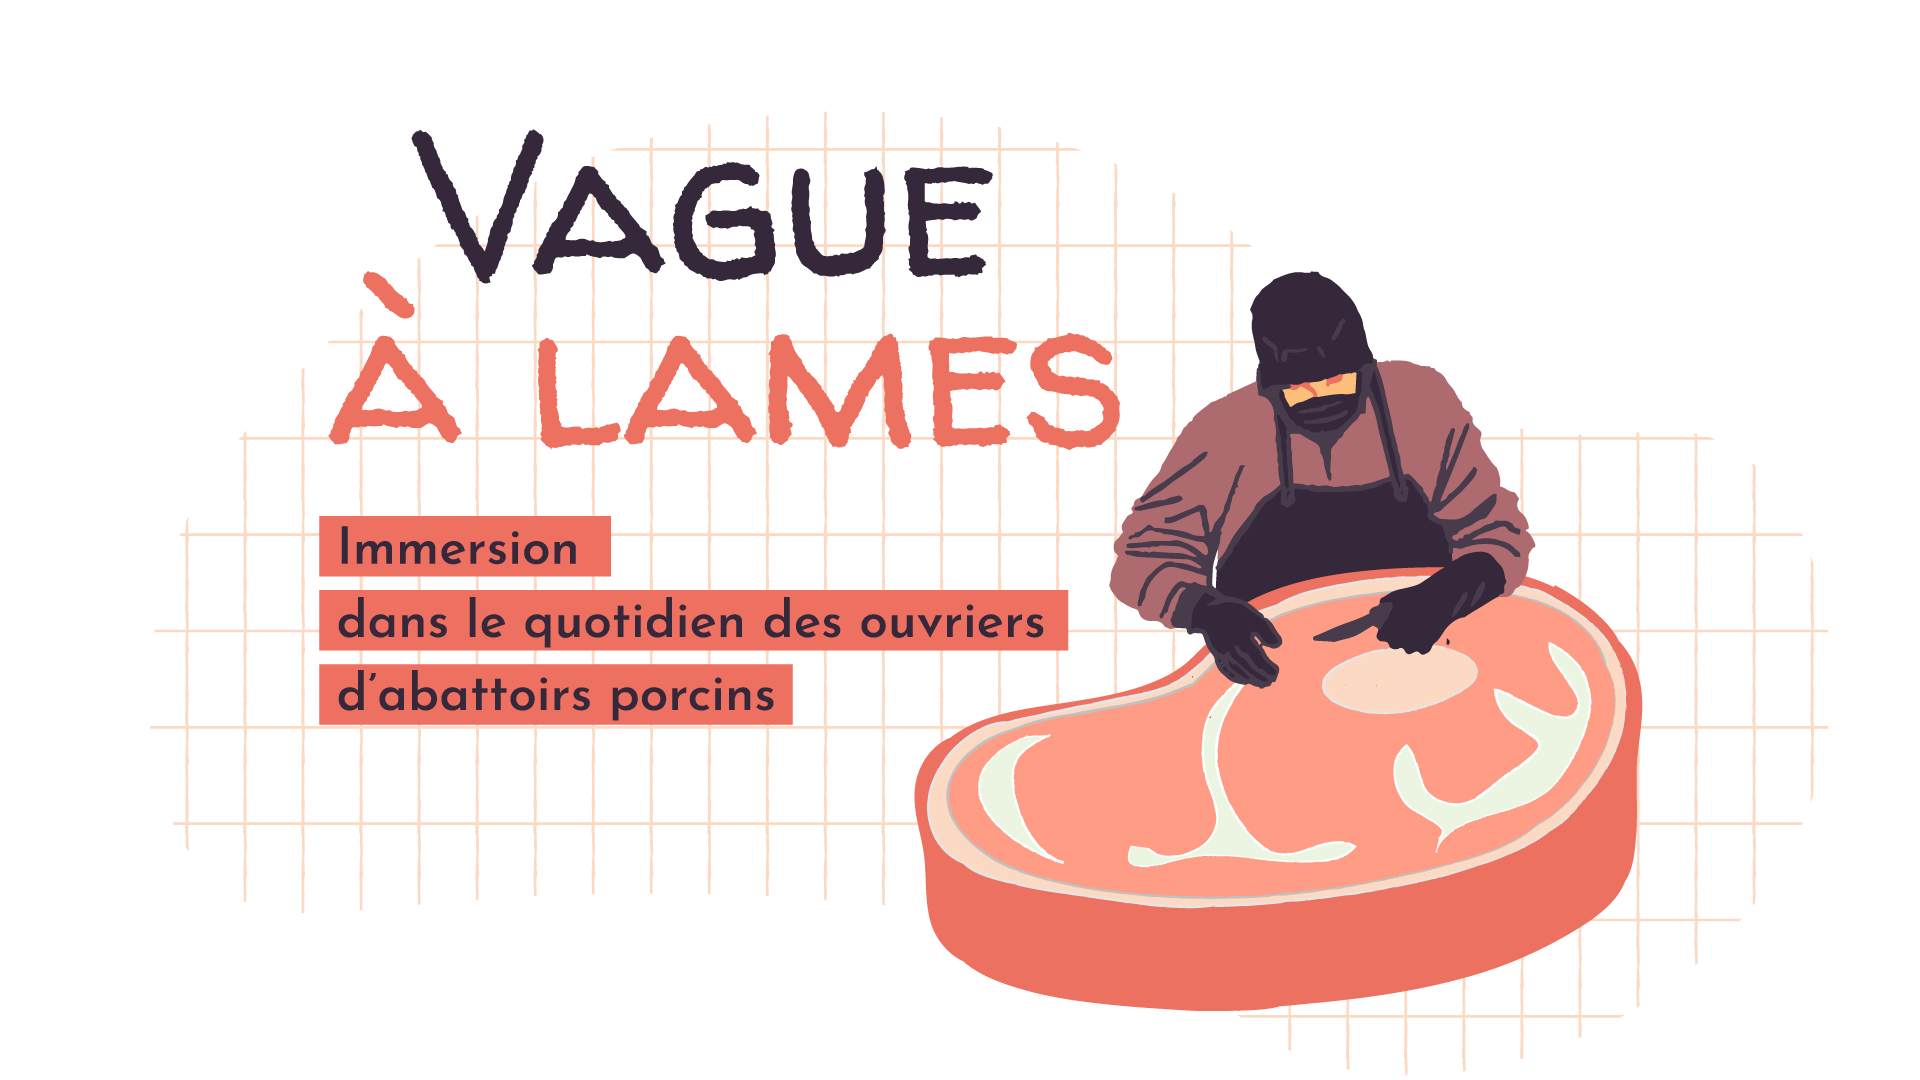 VAGUE
À LAMES
Immersion
dans le quotidien des ouvriers
d’abattoirs porcins